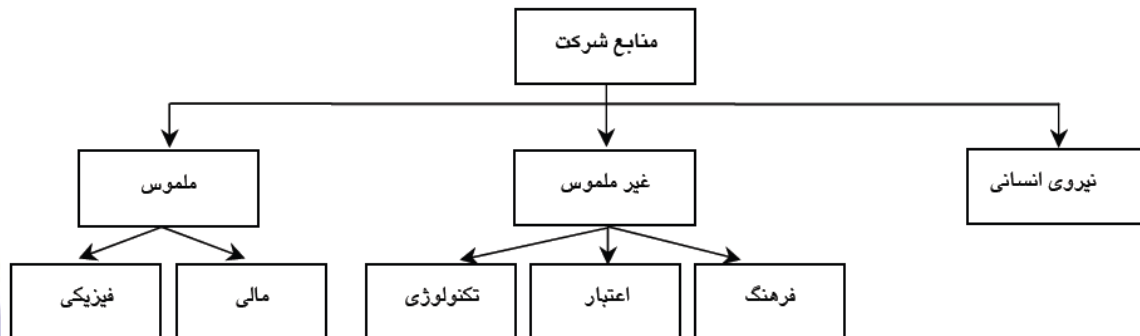 منابع شرکت
نیروی انسانی
غیر ملموس
ملموس
فرهنگ
اعتبار
تکنولوژی
مالی
فیزیکی